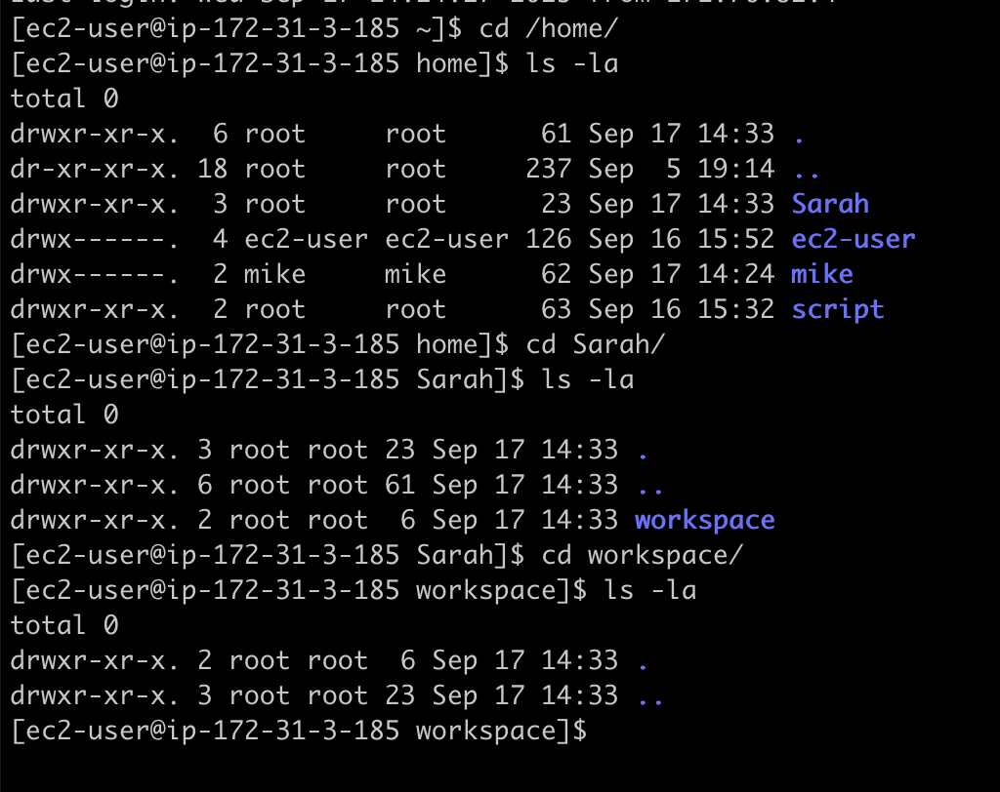 [ec2-user@ip-172-31-3-185 ~]$ cd /home/
[ec2-user@ip-172-31-3-185 home]$ ls -la
total 0
drwxr-xr-x.  6 root     root      61 Sep 17 14:33 .
dr-xr-xr-x. 18 root     root     237 Sep  5 19:14 ..
drwxr-xr-x.  3 root     root      23 Sep 17 14:33 Sarah
drwx------.  4 ec2-user ec2-user 126 Sep 16 15:52 ec2-user
drwx------.  2 mike     mike      62 Sep 17 14:24 mike
drwxr-xr-x.  2 root     root      63 Sep 16 15:32 script
[ec2-user@ip-172-31-3-185 home]$ cd Sarah/
[ec2-user@ip-172-31-3-185 Sarah]$ ls -la
total 0
drwxr-xr-x. 3 root root 23 Sep 17 14:33 .
drwxr-xr-x. 6 root root 61 Sep 17 14:33 ..
drwxr-xr-x. 2 root root  6 Sep 17 14:33 workspace
[ec2-user@ip-172-31-3-185 Sarah]$ cd workspace/
[ec2-user@ip-172-31-3-185 workspace]$ ls -la
total 0
drwxr-xr-x. 2 root root  6 Sep 17 14:33 .
drwxr-xr-x. 3 root root 23 Sep 17 14:33 ..
[ec2-user@ip-172-31-3-185 workspace]$